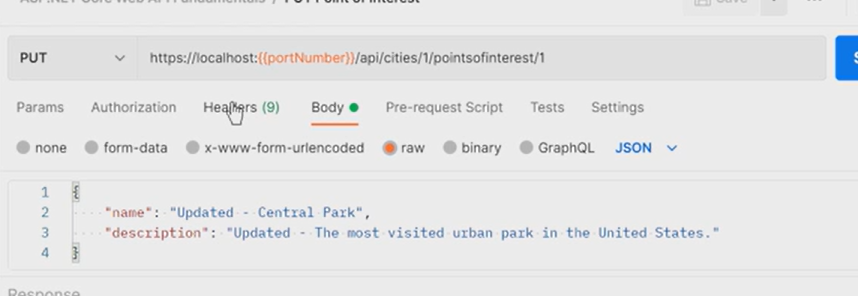 ASP.NET Core Web API Fundamentals / PUT Point of Interest
Save
PUT
https://localhost:{{portNumber}}/api/cities/1/pointsofinterest/1
S
Params Authorization Headers (9) Body Pre-request Script Tests Settings
none form-data x-www-form-urlencoded raw binary GraphQL JSON
1 {
2 "name": "Updated - Central Park",
3 "description": "Updated - The most visited urban park in the United States."
4 }
Response